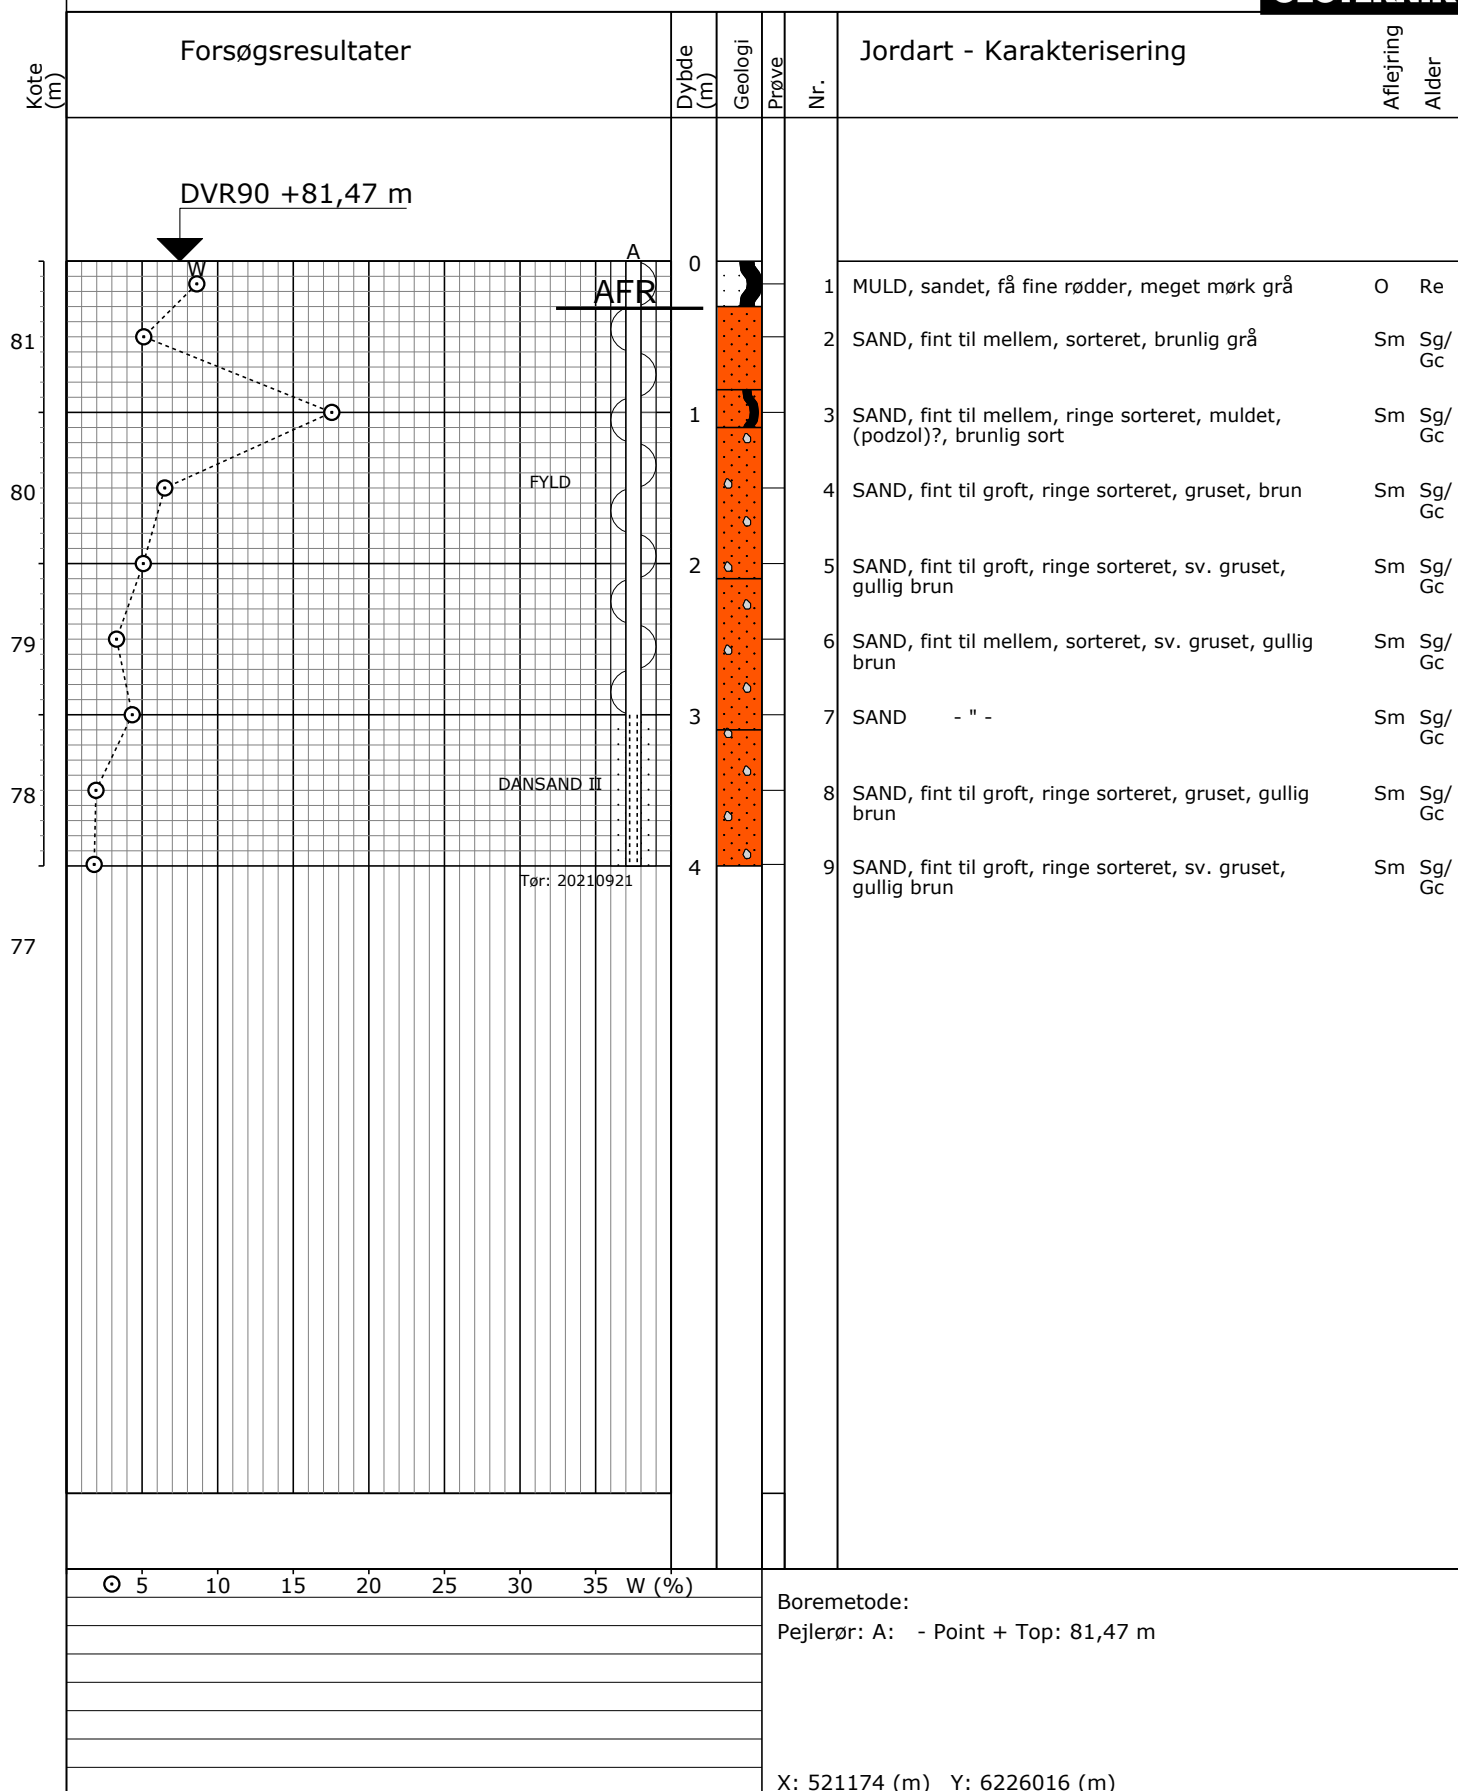 Kote (m)
Forsøgsresultater
Dybde (m)
Geologi
Prøve
Nr.
Jordart - Karakterisering
Aflejring
Alder
DVR90 +81,47 m
W
A
0
AFR
1 MULD, sandet, få fine rødder, meget mørk grå O Re
81
2 SAND, fint til mellem, sorteret, brunlig grå Sm Sg/
Gc
1
3 SAND, fint til mellem, ringe sorteret, muldet, Sm Sg/
(podzol)?, brunlig sort Gc
80
FYLD
4 SAND, fint til groft, ringe sorteret, gruset, brun Sm Sg/
Gc
2
5 SAND, fint til groft, ringe sorteret, sv. gruset, Sm Sg/
gullig brun Gc
79
6 SAND, fint til mellem, sorteret, sv. gruset, gullig Sm Sg/
brun Gc
3
7 SAND - " - Sm Sg/
Gc
78
DANSAND II
8 SAND, fint til groft, ringe sorteret, gruset, gullig Sm Sg/
brun Gc
4
9 SAND, fint til groft, ringe sorteret, sv. gruset, Sm Sg/
gullig brun Gc
Tør: 20210921
77
5 10 15 20 25 30 35 W (%)
Boremetode:
Pejlerør: A: - Point + Top: 81,47 m
X: 521174 (m) Y: 6226016 (m)